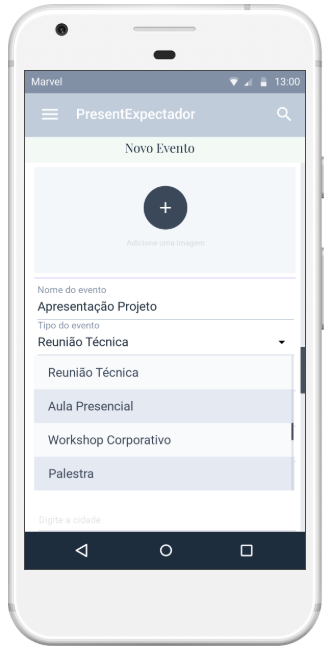 Marvel
13:00
PresentExpectador
Novo Evento
+
Adicione uma imagem
Nome do evento
Apresentação Projeto
Tipo do evento
Reunião Técnica
Reunião Técnica
Aula Presencial
Workshop Corporativo
Palestra
Digite a cidade